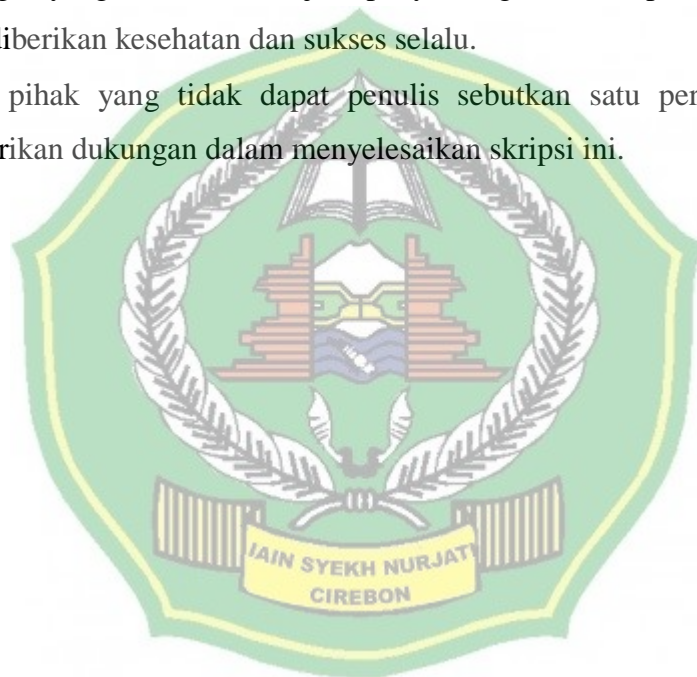 diberikan kesehatan dan sukses selalu.
pihak yang tidak dapat penulis sebutkan satu per
rikan dukungan dalam menyelesaikan skripsi ini.
IAIN SYEKH NURJATI
CIREBON